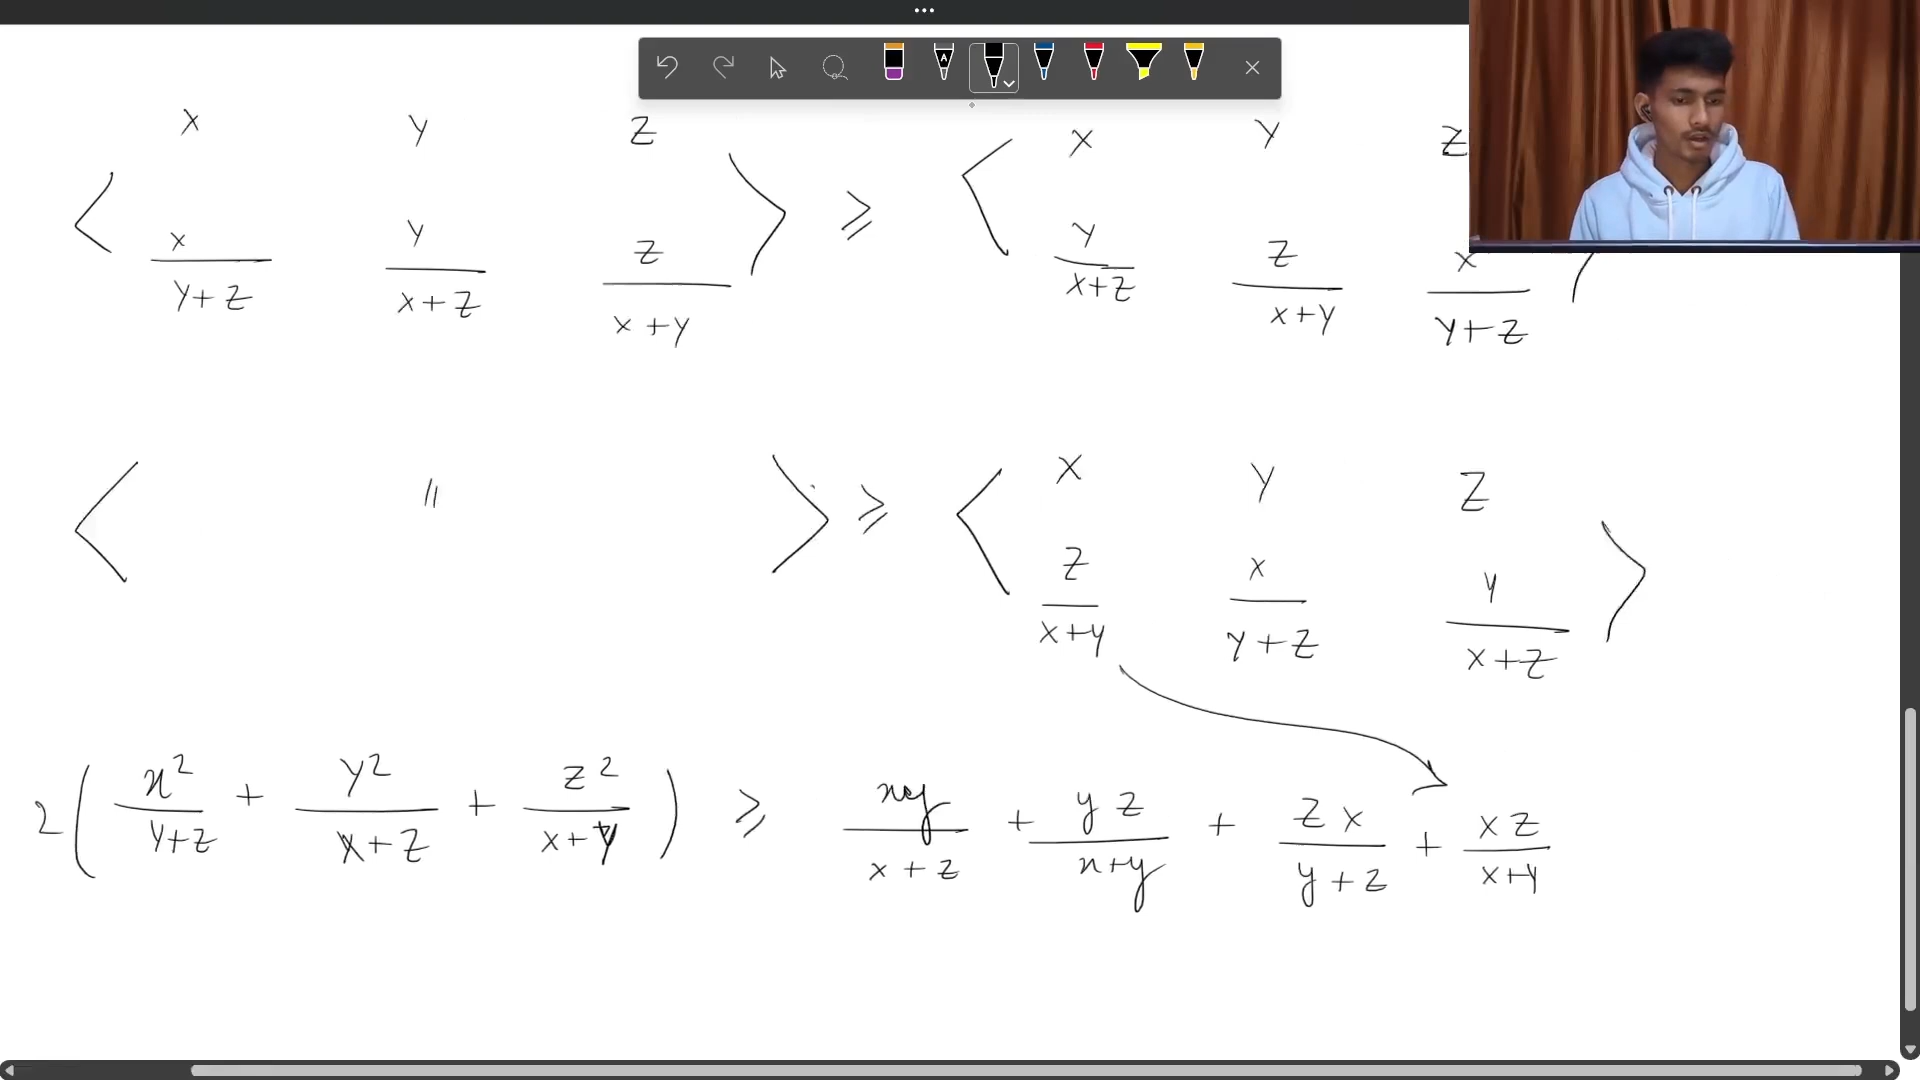 x y z ≥ x y z
⟨ x/(y+z) y/(x+z) z/(x+y) ⟩ ⟨ y/(x+z) z/(x+y) x/(y+z)
⟨ " ⟩ ≥ ⟨ x y z
z/(x+y) x/(y+z) y/(x+z) ⟩
2( x²/(y+z) + y²/(x+z) + z²/(x+y) ) ≥ xy/(x+z) + yz/(x+y) + zx/(y+z) + xz/(x+y)